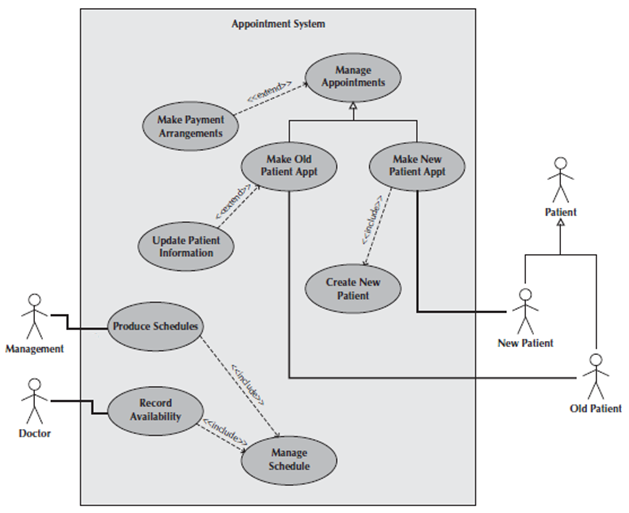 Appointment System
Manage
Appointments
<<extend>>
Make Payment
Arrangements
Make Old
Patient Appt
Make New
Patient Appt
<<extend>>
<<include>>
Patient
Update Patient
Information
Create New
Patient
Produce Schedules
Management
New Patient
<<include>>
Record
Availability
<<include>>
Doctor
Old Patient
Manage
Schedule